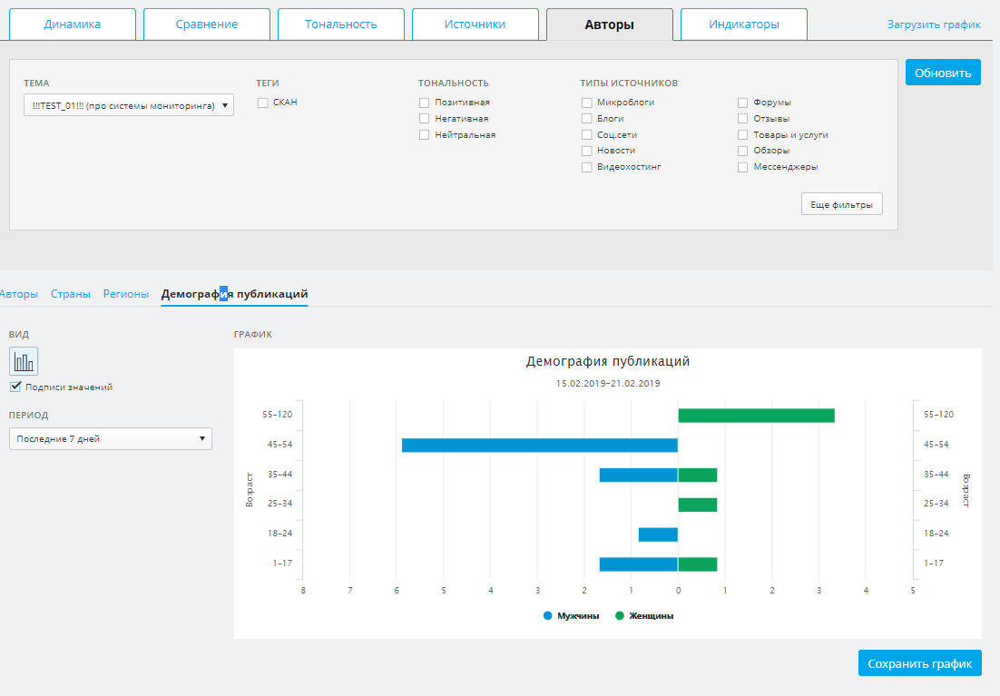 Динамика
Сравнение
Тональность
Источники
Авторы
Индикаторы
Загрузить график
Обновить
ТЕМА
!!!TEST_01!!! (про системы мониторинга)
ТЕГИ
СКАН
ТОНАЛЬНОСТЬ
Позитивная
Негативная
Нейтральная
ТИПЫ ИСТОЧНИКОВ
Микроблоги
Блоги
Соц.сети
Новости
Видеохостинг
Форумы
Отзывы
Товары и услуги
Обзоры
Мессенджеры
Еще фильтры
Авторы
Страны
Регионы
Демография публикаций
ВИД
Подписи значений
ПЕРИОД
Последние 7 дней
ГРАФИК
Демография публикаций
15.02.2019-21.02.2019
Возраст
55-120
45-54
35-44
25-34
18-24
1-17
55-120
45-54
35-44
25-34
18-24
1-17
Возраст
8 7 6 5 4 3 2 1 0 1 2 3 4 5
Мужчины Женщины
Сохранить график